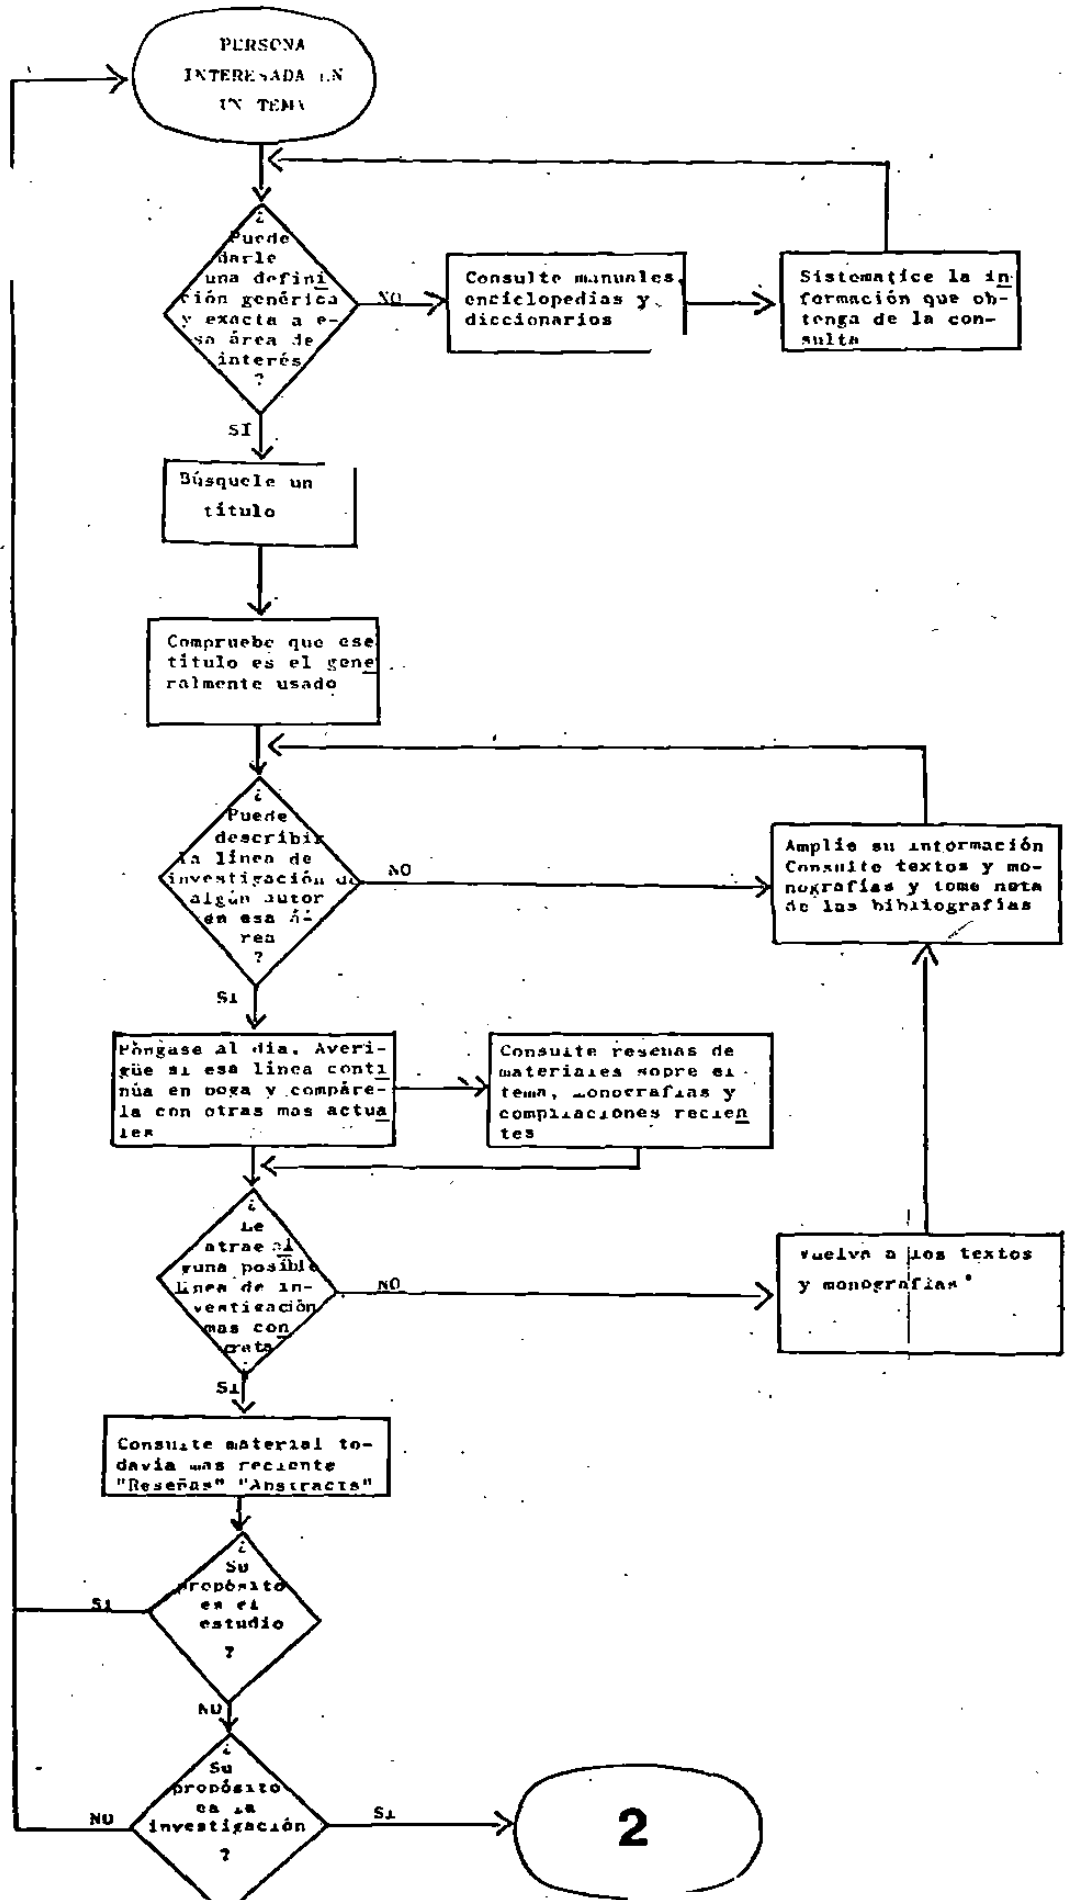 PERSONA
INTERESADA EN
UN TEMA
¿
Puede
darle
una defini
ción genérica
y exacta a e-
sa área de
interés
?
NO
Consulte manuales,
enciclopedias y
diccionarios
Sistematice la in
formación que ob-
tenga de la con-
sulta
SI
Búsquele un
título
Compruebe que ese
título es el gene
ralmente usado
¿
Puede
describir
la línea de
investigación de
algún autor
en esa á-
rea
?
NO
Amplie su información
Consulte textos y mo-
nografías y tome nota
de las bibliografías
SI
Póngase al día. Averi-
güe si esa línea contí
núa en boga y compáre-
la con otras mas actua
les
Consulte reseñas de
materiales sobre el
tema, monografías y
compilaciones recien
tes
¿
Le
atrae al
guna posible
línea de in-
vestigación
mas con
creta
NO
Vuelva a los textos
y monografías
SI
Consulte material to-
davía mas reciente
"Reseñas" "Abstracts"
¿
Su
propósito
es el
estudio
?
SI
NO
¿
Su
propósito
es la
investigación
?
NO
SI
2